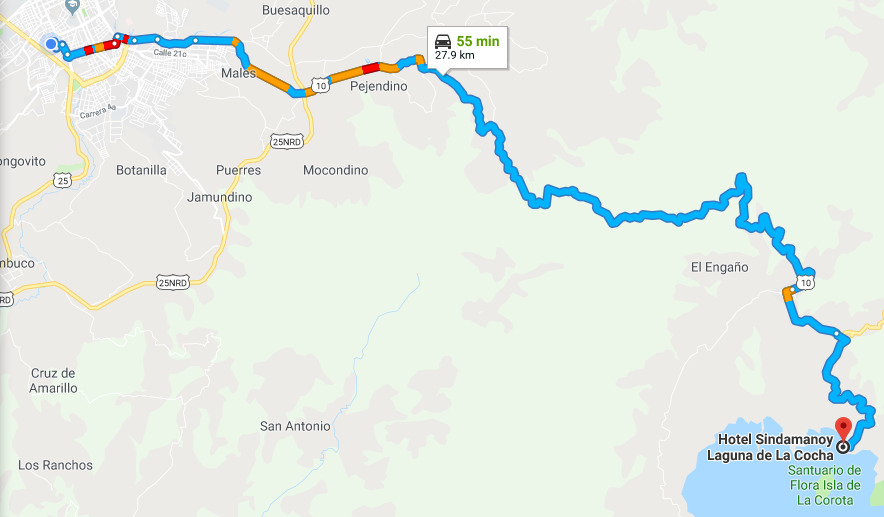 Buesaquillo
55 min
27.9 km
Calle 21c
Males
10
Pejendino
Carrera 4a
25NRD
ongovito
25
Botanilla
Puerres
Mocondino
Jamundino
mbuco
El Engaño
25NRD
10
RD
Cruz de
Amarillo
San Antonio
Hotel Sindamanoy
Laguna de La Cocha
Los Ranchos
Santuario de
Flora Isla de
La Corota